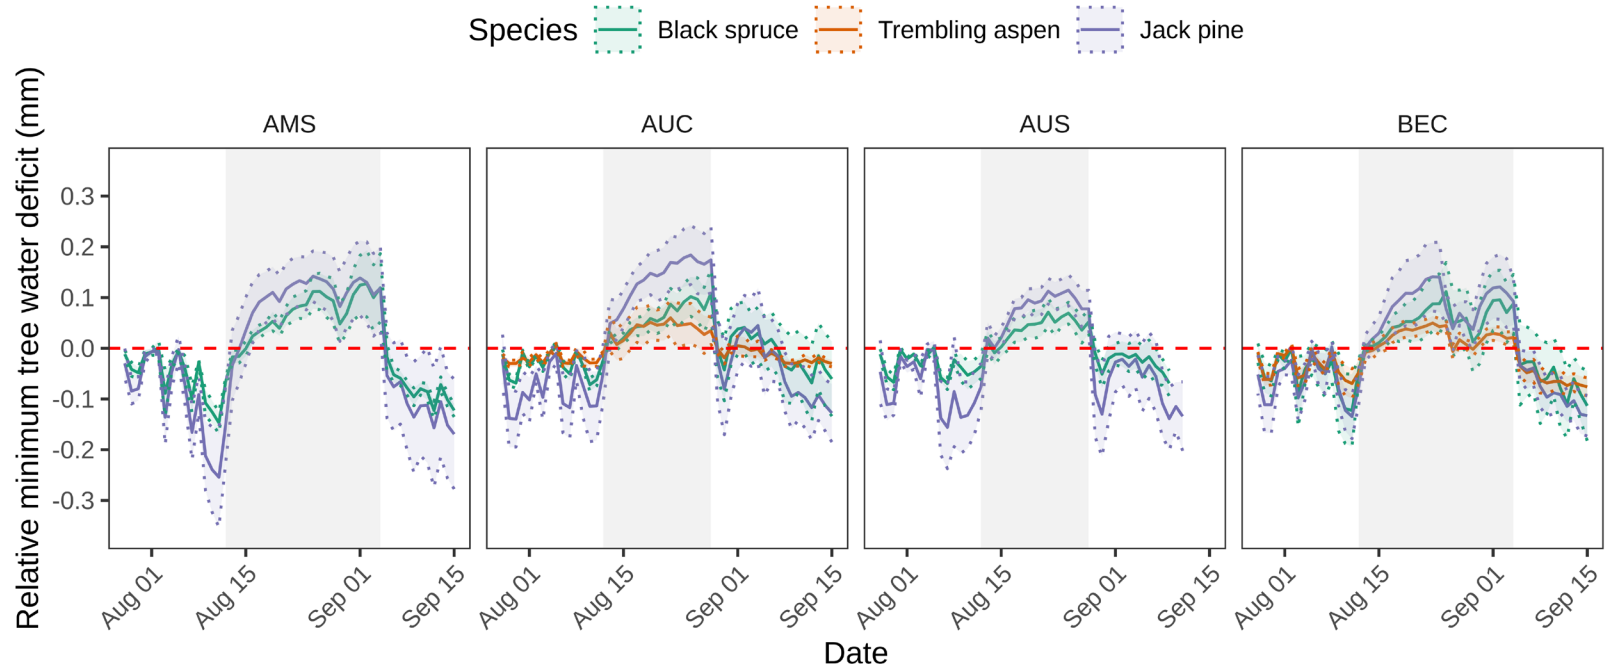 Species Black spruce Trembling aspen Jack pine
Relative minimum tree water deficit (mm)
AMS AUC AUS BEC
0.3
0.2
0.1
0.0
-0.1
-0.2
-0.3
Aug 01 Aug 15 Sep 01 Sep 15 Aug 01 Aug 15 Sep 01 Sep 15 Aug 01 Aug 15 Sep 01 Sep 15 Aug 01 Aug 15 Sep 01 Sep 15
Date